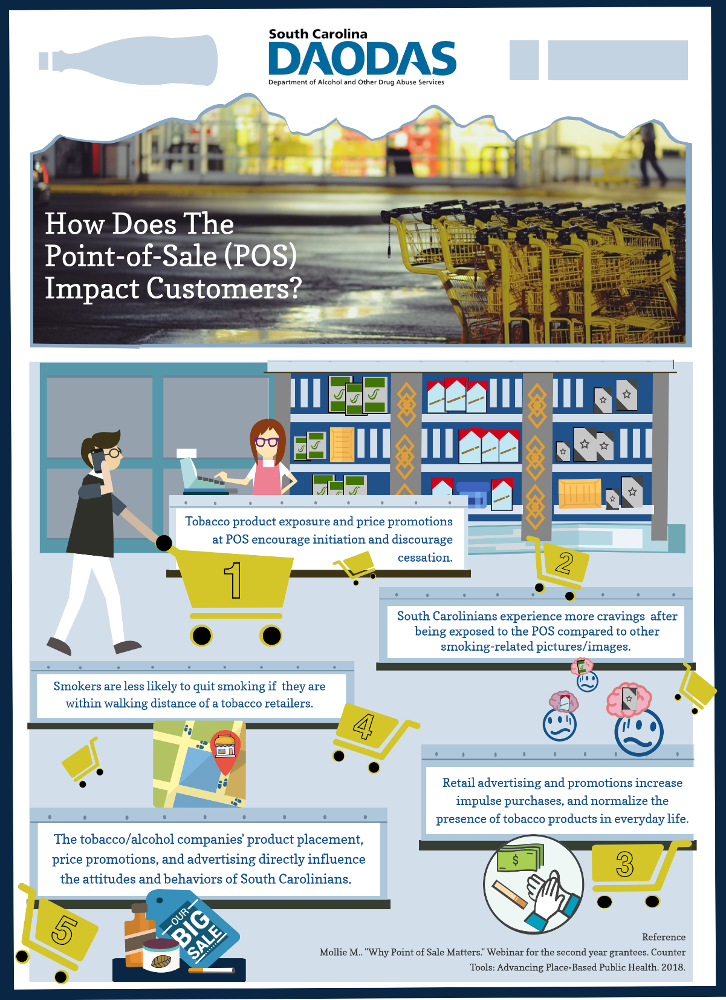 South Carolina
DAODAS
Department of Alcohol and Other Drug Abuse Services
How Does The
Point-of-Sale (POS)
Impact Customers?
Tobacco product exposure and price promotions
at POS encourage initiation and discourage
cessation.
1
2
South Carolinians experience more cravings after
being exposed to the POS compared to other
smoking-related pictures/images.
Smokers are less likely to quit smoking if they are
within walking distance of a tobacco retailers.
4
Retail advertising and promotions increase
impulse purchases, and normalize the
presence of tobacco products in everyday life.
$
3
The tobacco/alcohol companies' product placement,
price promotions, and advertising directly influence
the attitudes and behaviors of South Carolinians.
5
OUR
BIG
SALE
Reference
Mollie M.. "Why Point of Sale Matters." Webinar for the second year grantees. Counter
Tools: Advancing Place-Based Public Health. 2018.